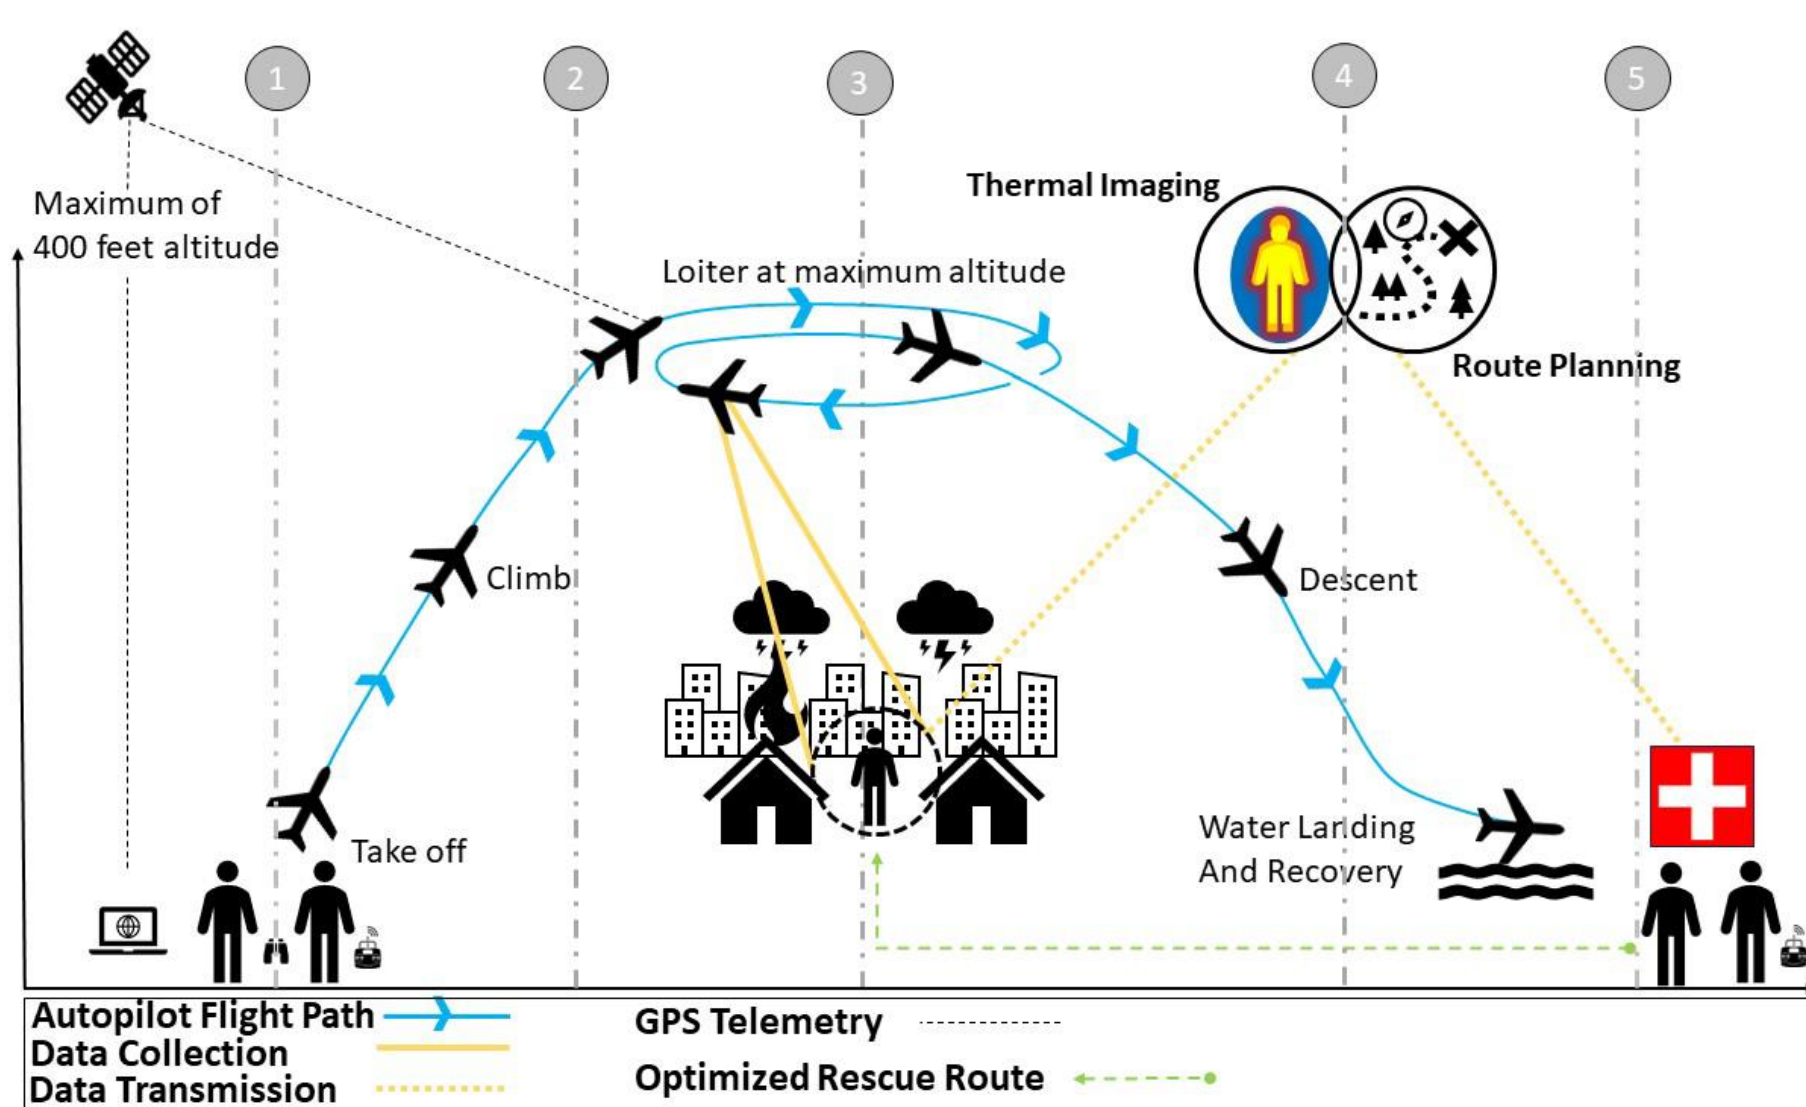 1
2
3
4
5
Maximum of
400 feet altitude
Thermal Imaging
Loiter at maximum altitude
Route Planning
Climb
Descent
Take off
Water Landing
And Recovery
Autopilot Flight Path
Data Collection
Data Transmission
GPS Telemetry
Optimized Rescue Route